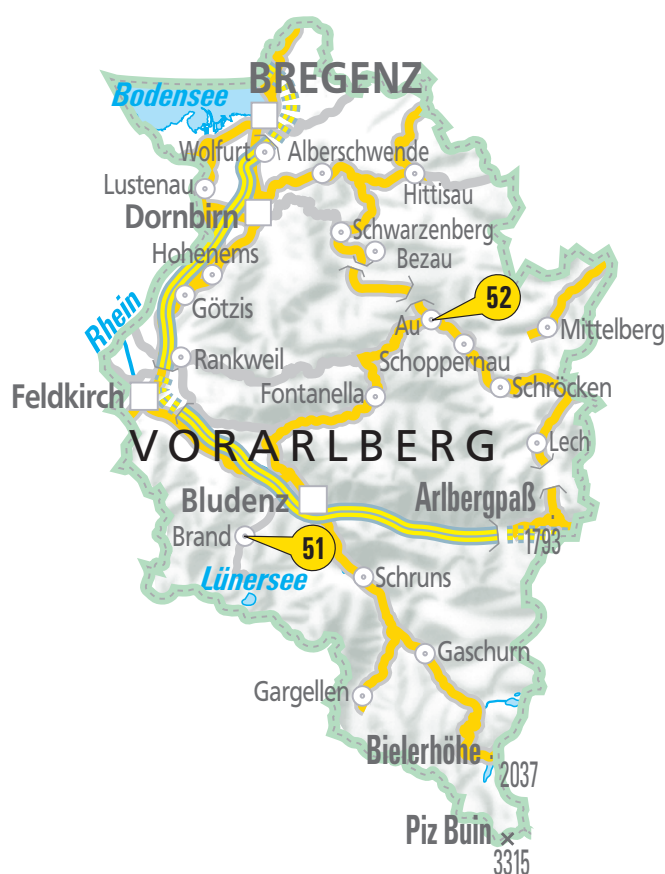 BREGENZ
Bodensee
Wolfurt
Alberschwende
Lustenau
Hittisau
Dornbirn
Schwarzenberg
Hohenems
Bezau
52
Götzis
Rhein
Au
Mittelberg
Rankweil
Schoppernau
Feldkirch
Fontanella
Schröcken
VORARLBERG
Lech
Bludenz
Arlbergpaß
1793
Brand
51
Lünersee
Schruns
Gaschurn
Gargellen
Bielerhöhe
2037
Piz Buin
3315